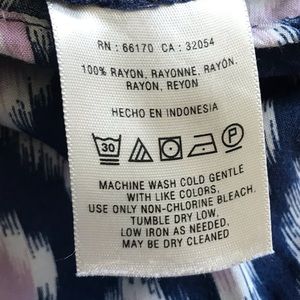 RN : 66170 CA : 32054
100% RAYON, RAYONNE, RAYÓN,
RAYON, REYON
HECHO EN INDONESIA
30 P
MACHINE WASH COLD GENTLE
WITH LIKE COLORS.
USE ONLY NON-CHLORINE BLEACH.
TUMBLE DRY LOW.
LOW IRON AS NEEDED.
MAY BE DRY CLEANED